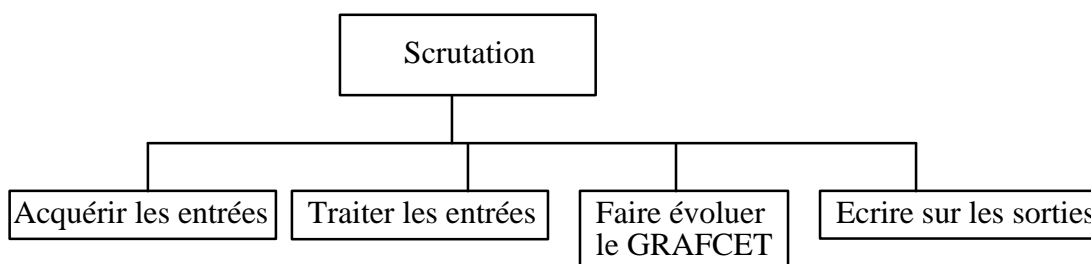 Scrutation
Acquérir les entrées
Traiter les entrées
Faire évoluer
le GRAFCET
Ecrire sur les sorties